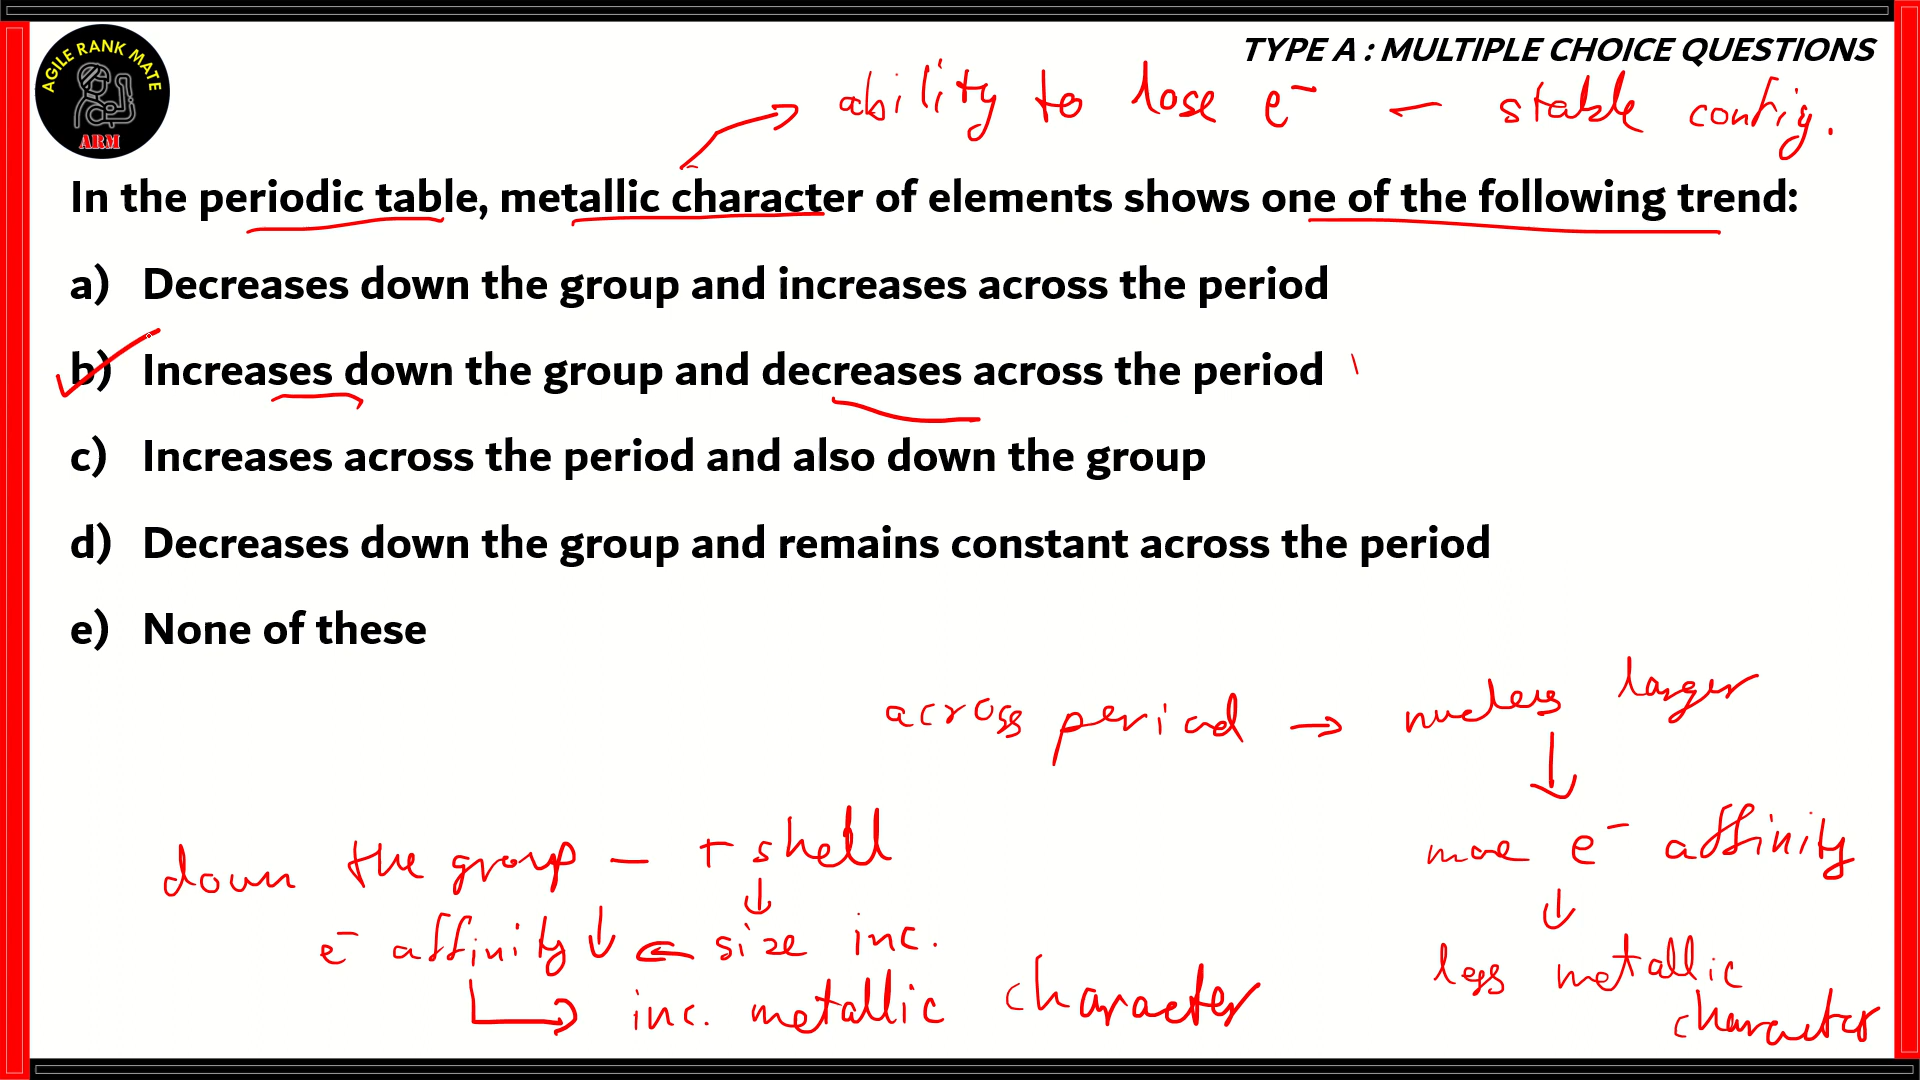 AGILE RANK MATE
ARM
TYPE A : MULTIPLE CHOICE QUESTIONS
ability to lose e⁻ – stable config.
In the periodic table, metallic character of elements shows one of the following trend:
a) Decreases down the group and increases across the period
b) Increases down the group and decreases across the period
c) Increases across the period and also down the group
d) Decreases down the group and remains constant across the period
e) None of these
across period → nucleus larger
↓
more e⁻ affinity
↓
less metallic
character
down the group – + shell
↓
e⁻ affinity ↓ ← size inc.
↳ inc. metallic character